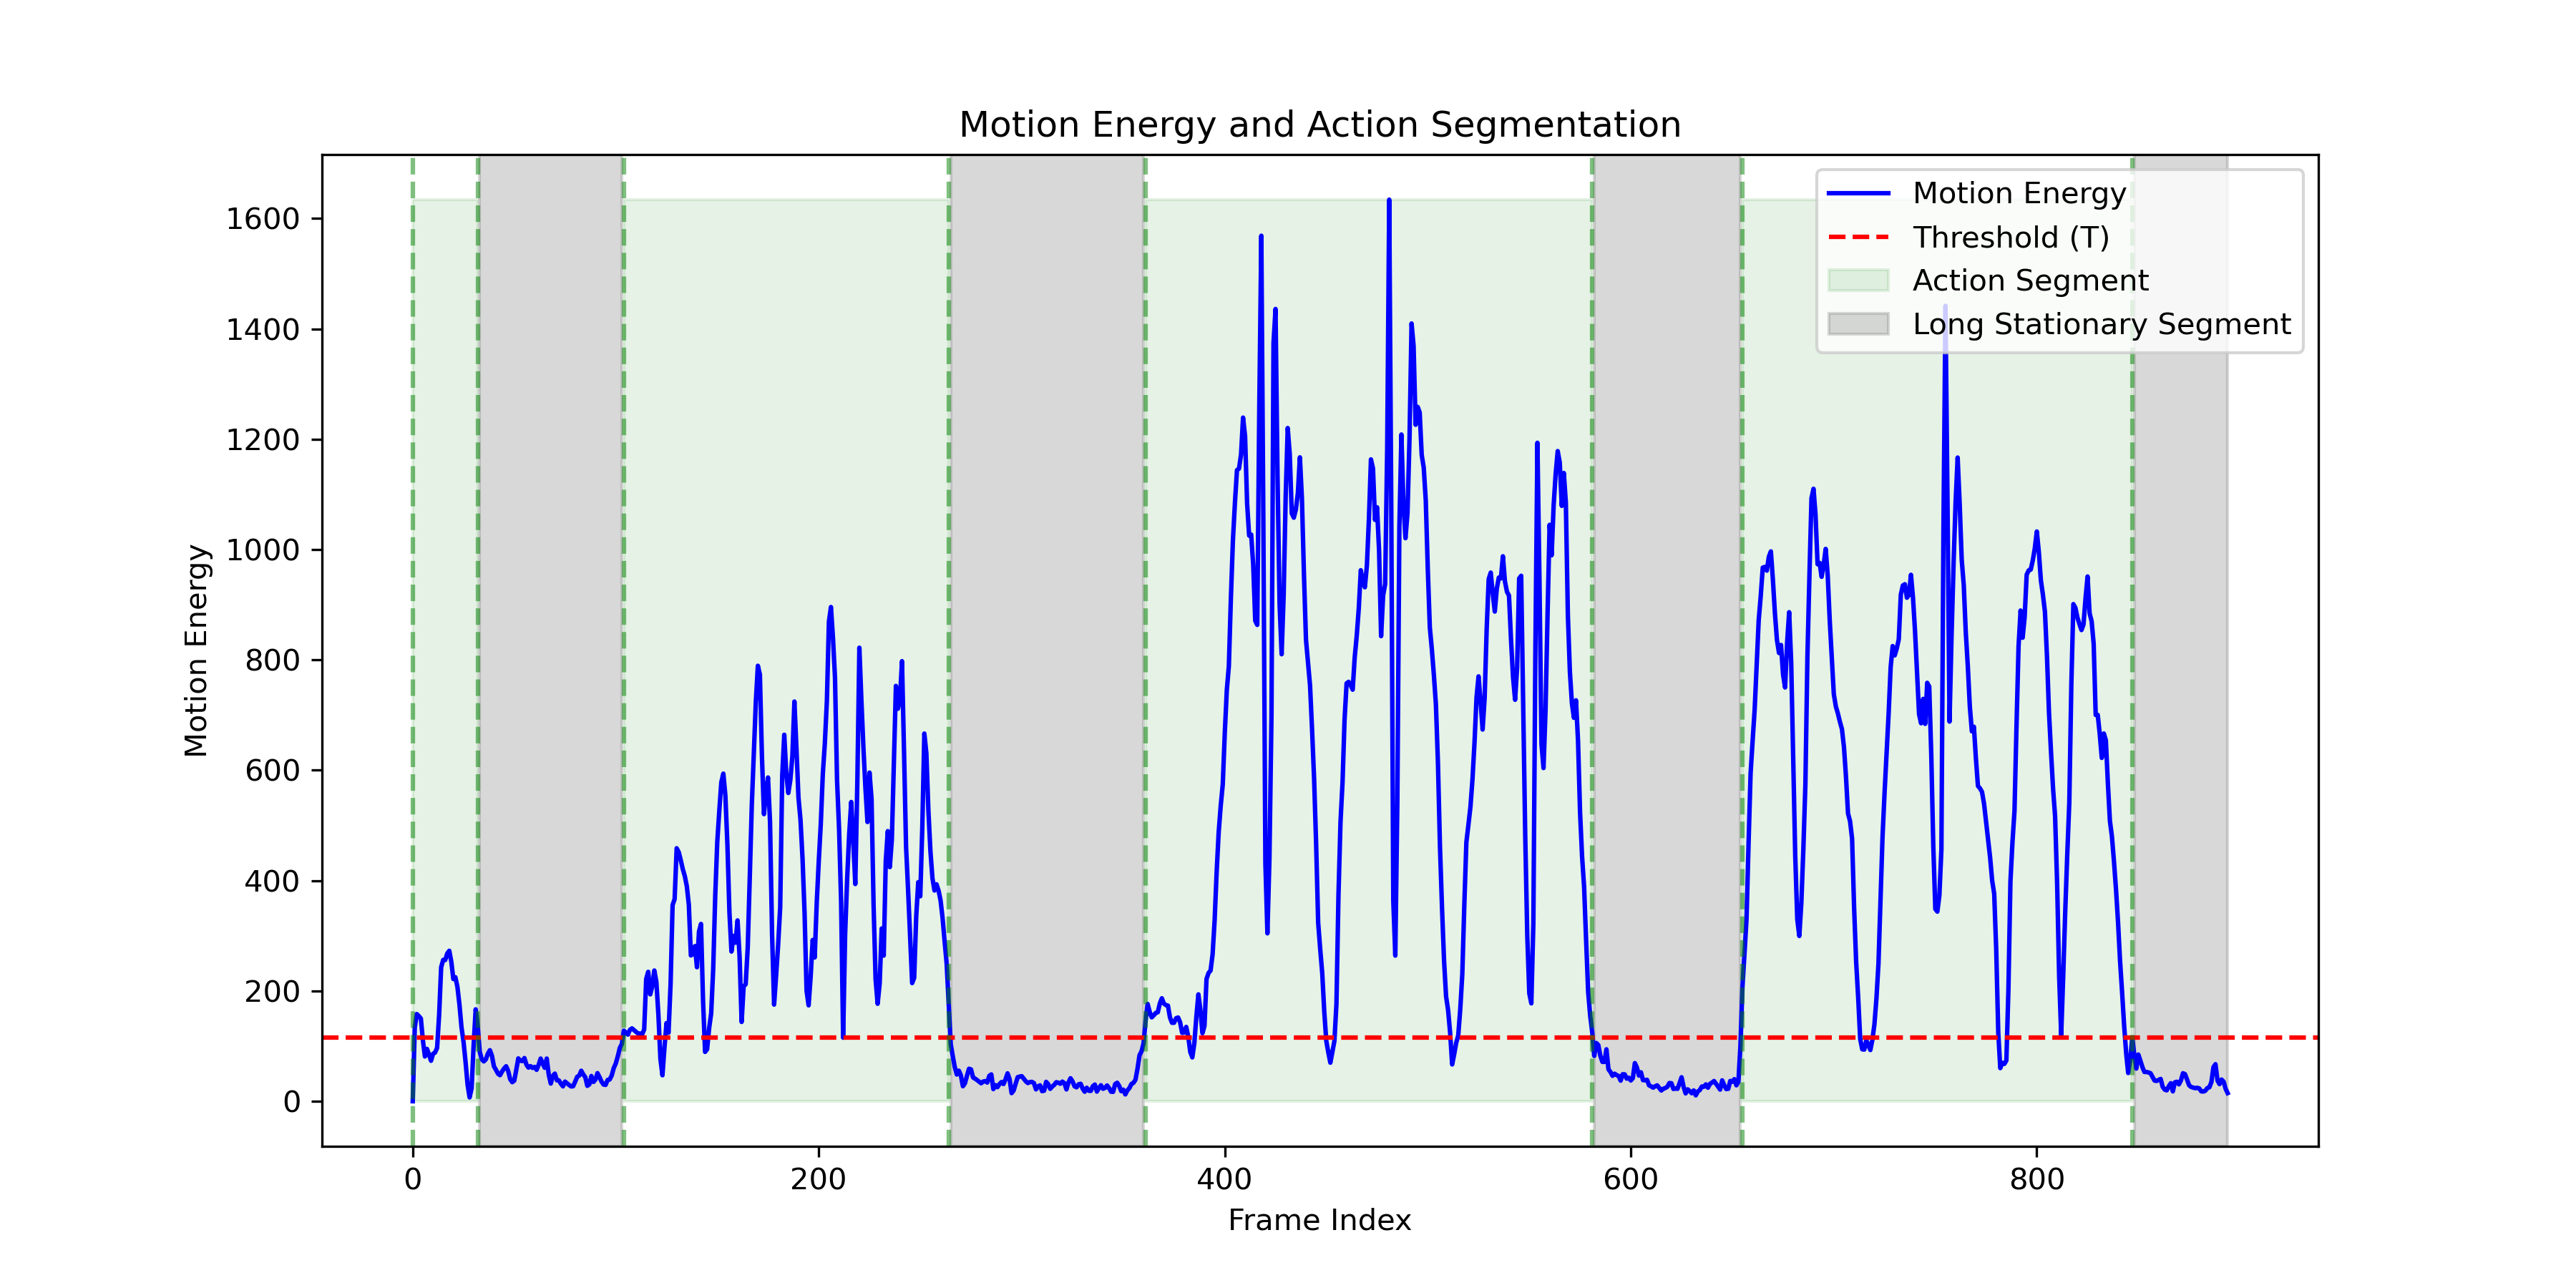 Motion Energy and Action Segmentation
Motion Energy
Threshold (T)
Action Segment
Long Stationary Segment
1600
1400
1200
1000
800
600
400
200
0
Motion Energy
0 200 400 600 800
Frame Index